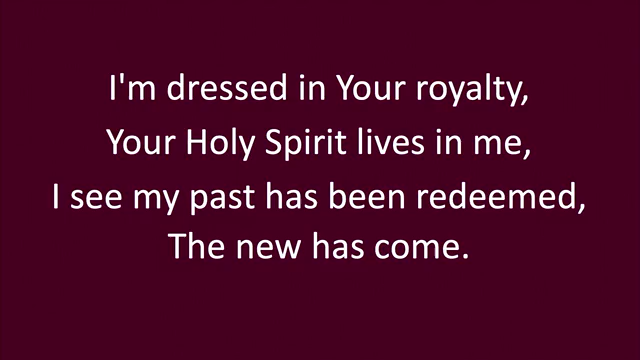 I'm dressed in Your royalty,
Your Holy Spirit lives in me,
I see my past has been redeemed,
The new has come.